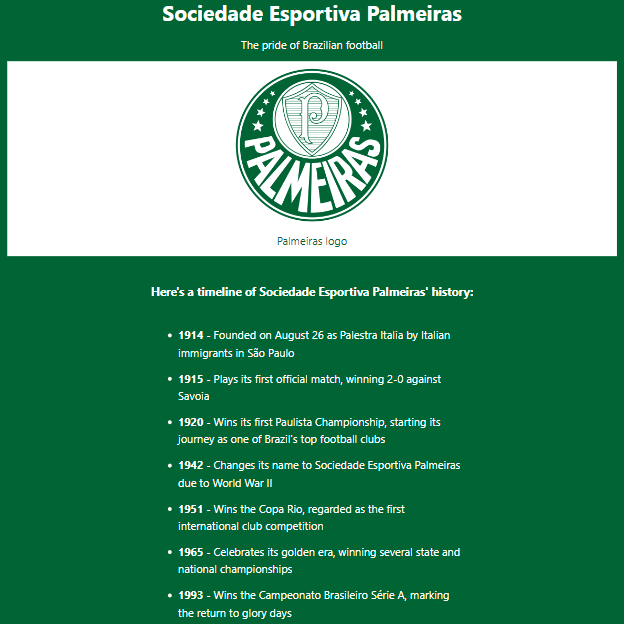 Sociedade Esportiva Palmeiras
The pride of Brazilian football
P
PALMEIRAS
Palmeiras logo
Here's a timeline of Sociedade Esportiva Palmeiras' history:
• 1914 - Founded on August 26 as Palestra Italia by Italian
immigrants in São Paulo
• 1915 - Plays its first official match, winning 2-0 against
Savoia
• 1920 - Wins its first Paulista Championship, starting its
journey as one of Brazil's top football clubs
• 1942 - Changes its name to Sociedade Esportiva Palmeiras
due to World War II
• 1951 - Wins the Copa Rio, regarded as the first
international club competition
• 1965 - Celebrates its golden era, winning several state and
national championships
• 1993 - Wins the Campeonato Brasileiro Série A, marking
the return to glory days